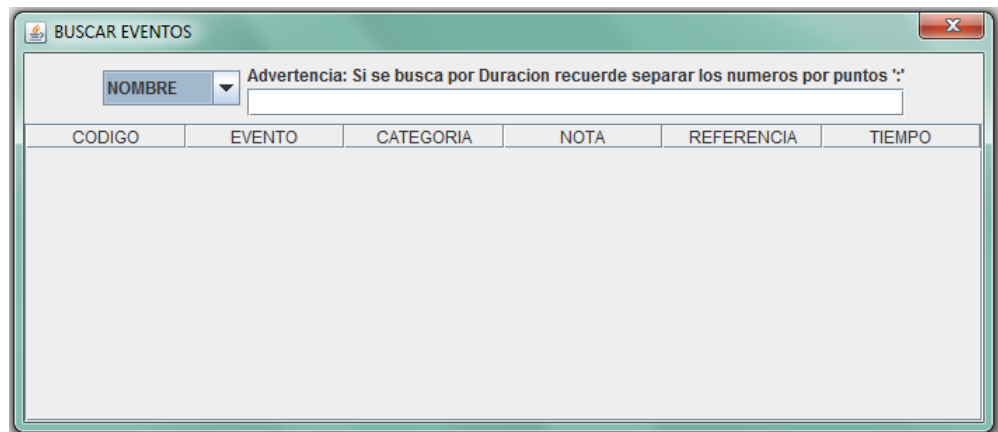 BUSCAR EVENTOS
Advertencia: Si se busca por Duracion recuerde separar los numeros por puntos ':'
NOMBRE
CODIGO EVENTO CATEGORIA NOTA REFERENCIA TIEMPO